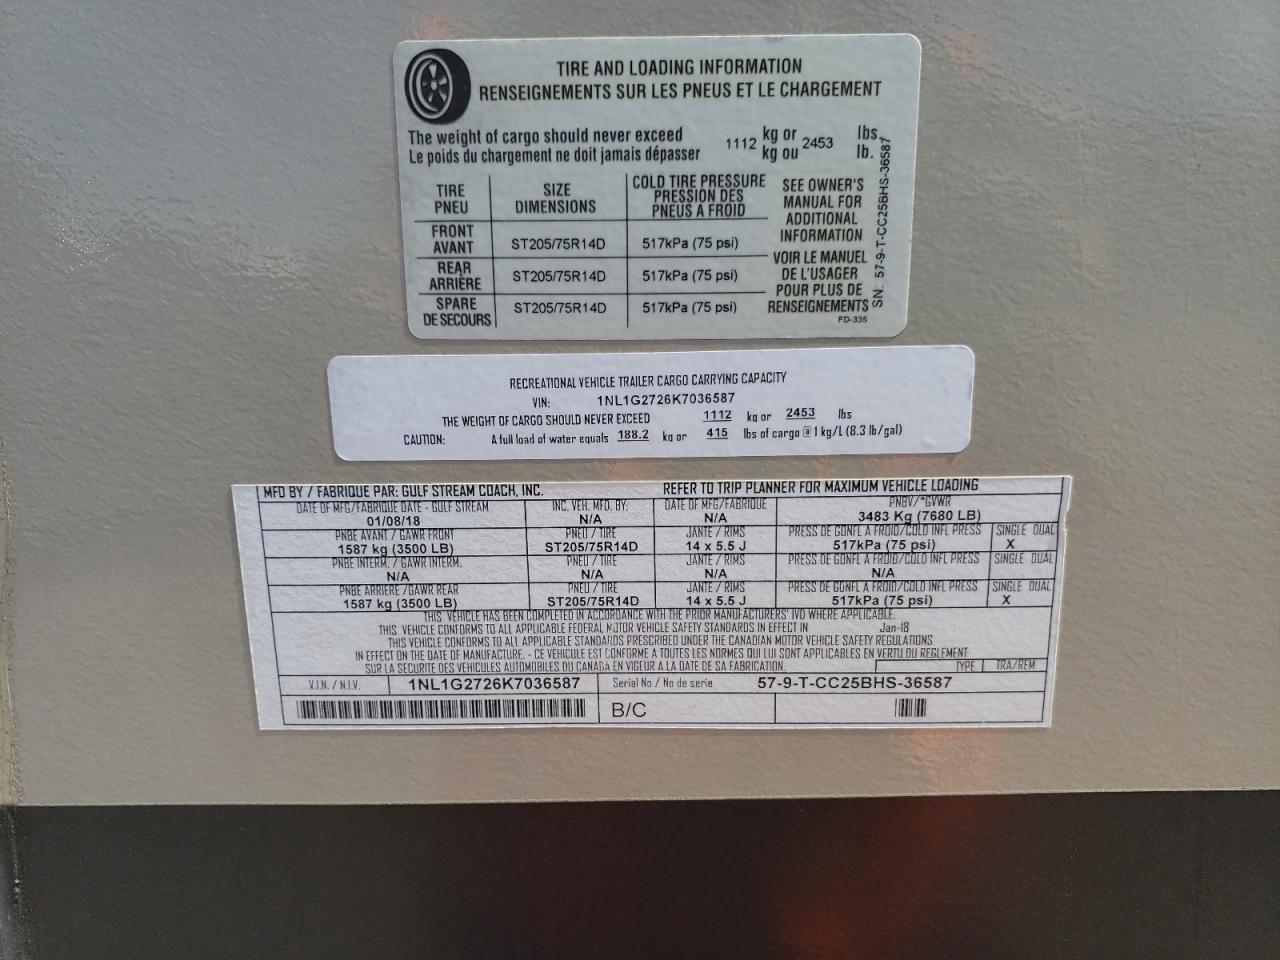 TIRE AND LOADING INFORMATION
RENSEIGNEMENTS SUR LES PNEUS ET LE CHARGEMENT
The weight of cargo should never exceed 1112 kg or 2453 lbs.
Le poids du chargement ne doit jamais dépasser kg ou lb.
TIRE PNEU SIZE DIMENSIONS COLD TIRE PRESSURE PRESSION DES PNEUS A FROID
FRONT AVANT ST205/75R14D 517kPa (75 psi)
REAR ARRIÈRE ST205/75R14D 517kPa (75 psi)
SPARE DE SECOURS ST205/75R14D 517kPa (75 psi)
SEE OWNER'S
MANUAL FOR
ADDITIONAL
INFORMATION
VOIR LE MANUEL
DE L'USAGER
POUR PLUS DE
RENSEIGNEMENTS
FD-335
SN. 57-9-T-CC25BHS-36587
RECREATIONAL VEHICLE TRAILER CARGO CARRYING CAPACITY
VIN: 1NL1G2726K7036587
THE WEIGHT OF CARGO SHOULD NEVER EXCEED 1112 kg or 2453 lbs
CAUTION: A full load of water equals 188.2 kg or 415 lbs of cargo @ 1 kg/L (8.3 lb/gal)
MFD BY / FABRIQUE PAR: GULF STREAM COACH, INC. REFER TO TRIP PLANNER FOR MAXIMUM VEHICLE LOADING
DATE OF MFG/FABRIQUE DATE - GULF STREAM INC. VEH. MFD. BY: DATE OF MFG/FABRIQUE PNBV/*GVWR
01/08/18 N/A N/A 3483 Kg (7680 LB)
PNBE AVANT / GAWR FRONT PNEU / TIRE JANTE / RIMS PRESS DE GONFL A FROID/COLD INFL PRESS SINGLE DUAL
1587 kg (3500 LB) ST205/75R14D 14 x 5.5 J 517kPa (75 psi) X
PNBE INTERM. / GAWR INTERM. PNEU / TIRE JANTE / RIMS PRESS DE GONFL A FROID/COLD INFL PRESS SINGLE DUAL
N/A N/A N/A N/A
PNBE ARRIERE /GAWR REAR PNEU / TIRE JANTE / RIMS PRESS DE GONFL A FROID/COLD INFL PRESS SINGLE DUAL
1587 kg (3500 LB) ST205/75R14D 14 x 5.5 J 517kPa (75 psi) X
THIS VEHICLE HAS BEEN COMPLETED IN ACCORDANCE WITH THE PRIOR MANUFACTURERS' IVD WHERE APPLICABLE.
THIS VEHICLE CONFORMS TO ALL APPLICABLE FEDERAL MOTOR VEHICLE SAFETY STANDARDS IN EFFECT IN Jan-18
THIS VEHICLE CONFORMS TO ALL APPLICABLE STANDARDS PRESCRIBED UNDER THE CANADIAN MOTOR VEHICLE SAFETY REGULATIONS
IN EFFECT ON THE DATE OF MANUFACTURE. - CE VEHICULE EST CONFORME A TOUTES LES NORMES QUI LUI SONT APPLICABLES EN VERTU DU REGLEMENT
SUR LA SECURITE DES VEHICULES AUTOMOBILES DU CANADA EN VIGEUR A LA DATE DE SA FABRICATION. TYPE TRA/REM
V.I.N. / N.I.V. 1NL1G2726K7036587 Serial No / No de serie 57-9-T-CC25BHS-36587
B/C